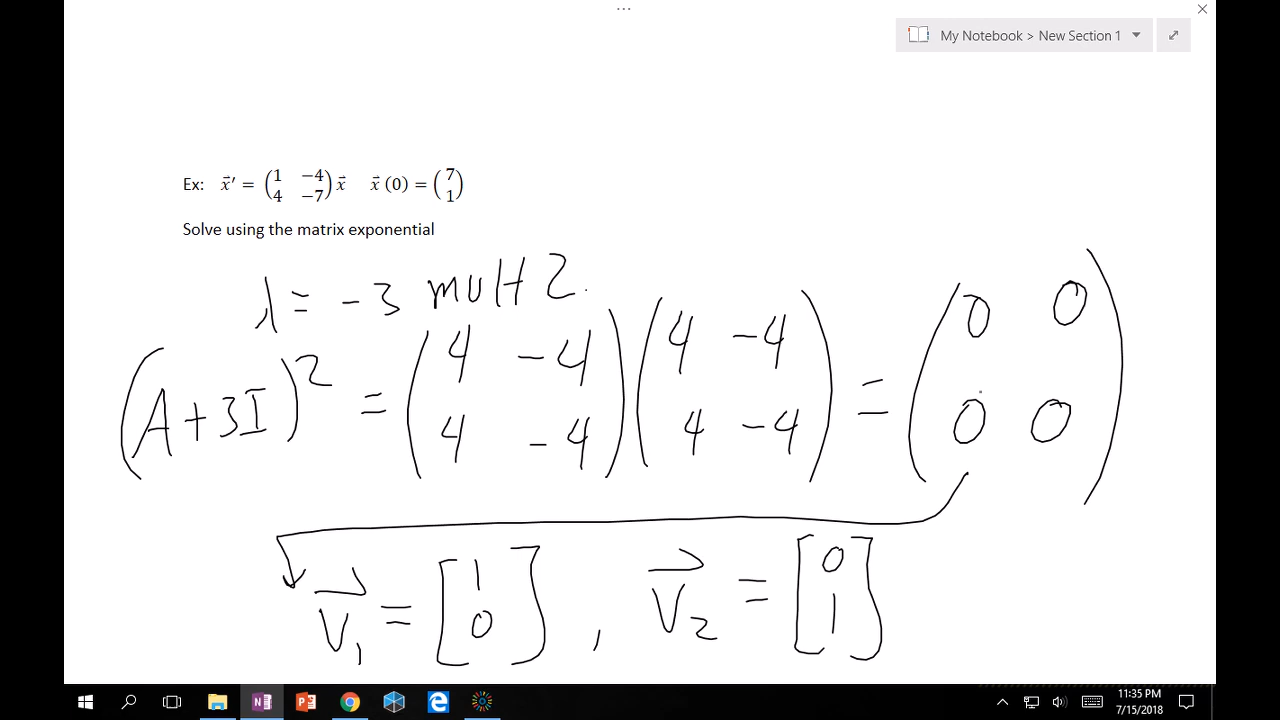 My Notebook > New Section 1
Ex: x⃗′ = (1 −4
4 −7) x⃗ x⃗ (0) = (7
1)
Solve using the matrix exponential
λ = -3 mult 2.
(A+3I)² = (4 -4
4 -4) (4 -4
4 -4) = (0 0
0 0)
v⃗₁ = [1
0] , v⃗₂ = [0
1]
11:35 PM
7/15/2018